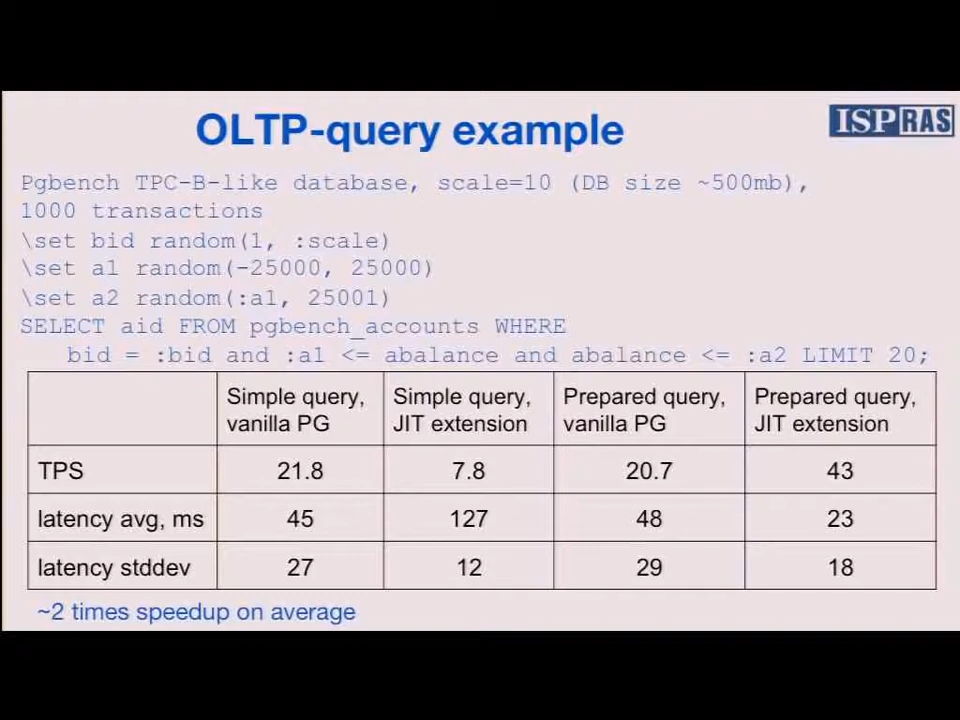 OLTP-query example
ISPRAS
Pgbench TPC-B-like database, scale=10 (DB size ~500mb),
1000 transactions
\set bid random(1, :scale)
\set a1 random(-25000, 25000)
\set a2 random(:a1, 25001)
SELECT aid FROM pgbench_accounts WHERE
bid = :bid and :a1 <= abalance and abalance <= :a2 LIMIT 20;
Simple query, vanilla PG
Simple query, JIT extension
Prepared query, vanilla PG
Prepared query, JIT extension
TPS 21.8 7.8 20.7 43
latency avg, ms 45 127 48 23
latency stddev 27 12 29 18
~2 times speedup on average